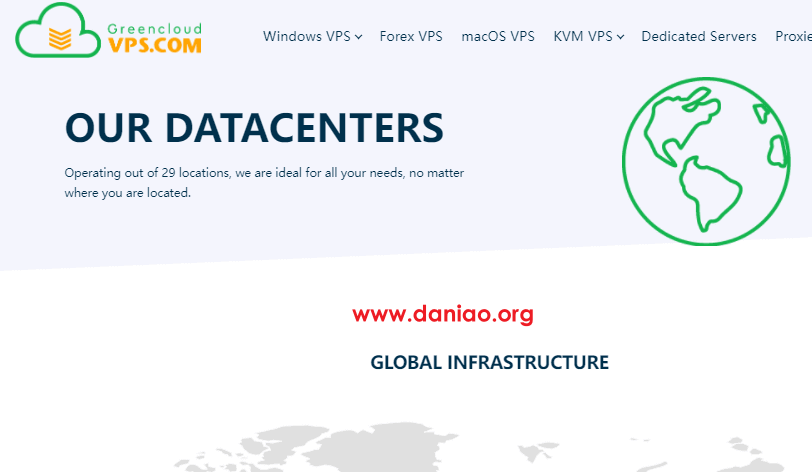 Greencloud
VPS.COM
Windows VPS
Forex VPS
macOS VPS
KVM VPS
Dedicated Servers
Proxie
OUR DATACENTERS
Operating out of 29 locations, we are ideal for all your needs, no matter
where you are located.
www.daniao.org
GLOBAL INFRASTRUCTURE